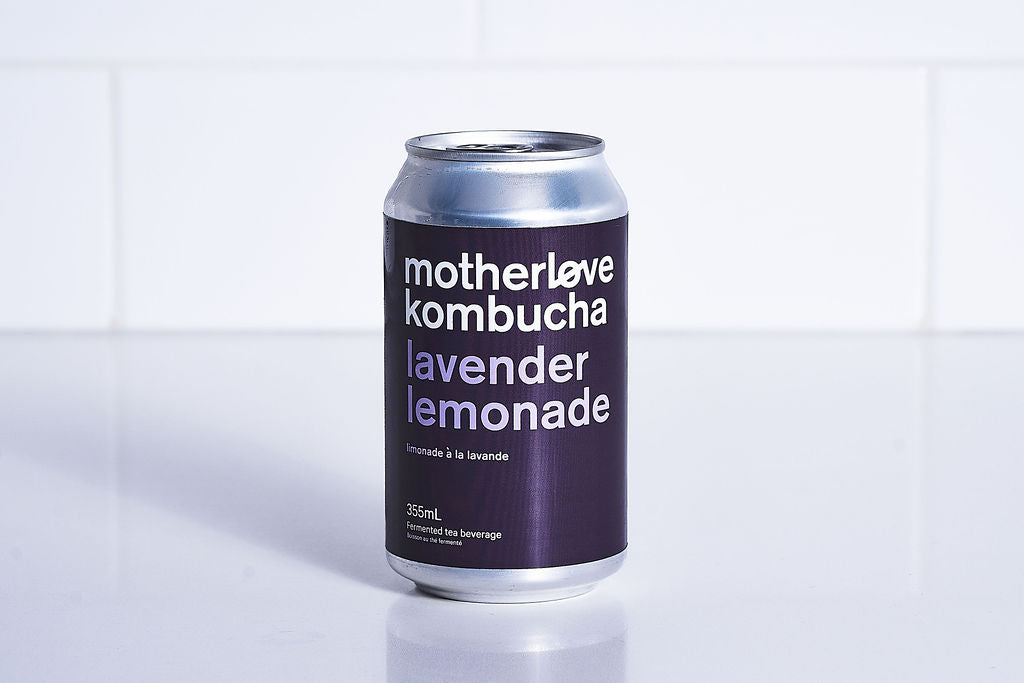 motherløve
kombucha
lavender
lemonade
limonade à la lavande
355mL
Fermented tea beverage
Boisson au thé fermenté